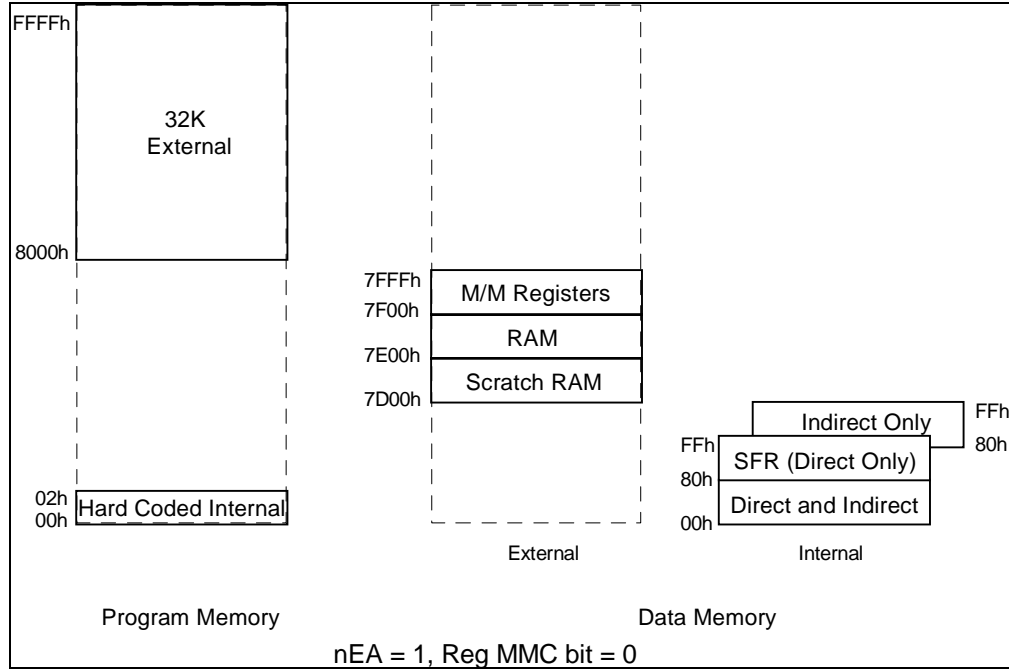 FFFFh
32K
External
8000h
02h
Hard Coded Internal
00h
7FFFh
M/M Registers
7F00h
RAM
7E00h
Scratch RAM
7D00h
Indirect Only
FFh
80h
FFh
SFR (Direct Only)
80h
Direct and Indirect
00h
External
Internal
Program Memory
Data Memory
nEA = 1, Reg MMC bit = 0